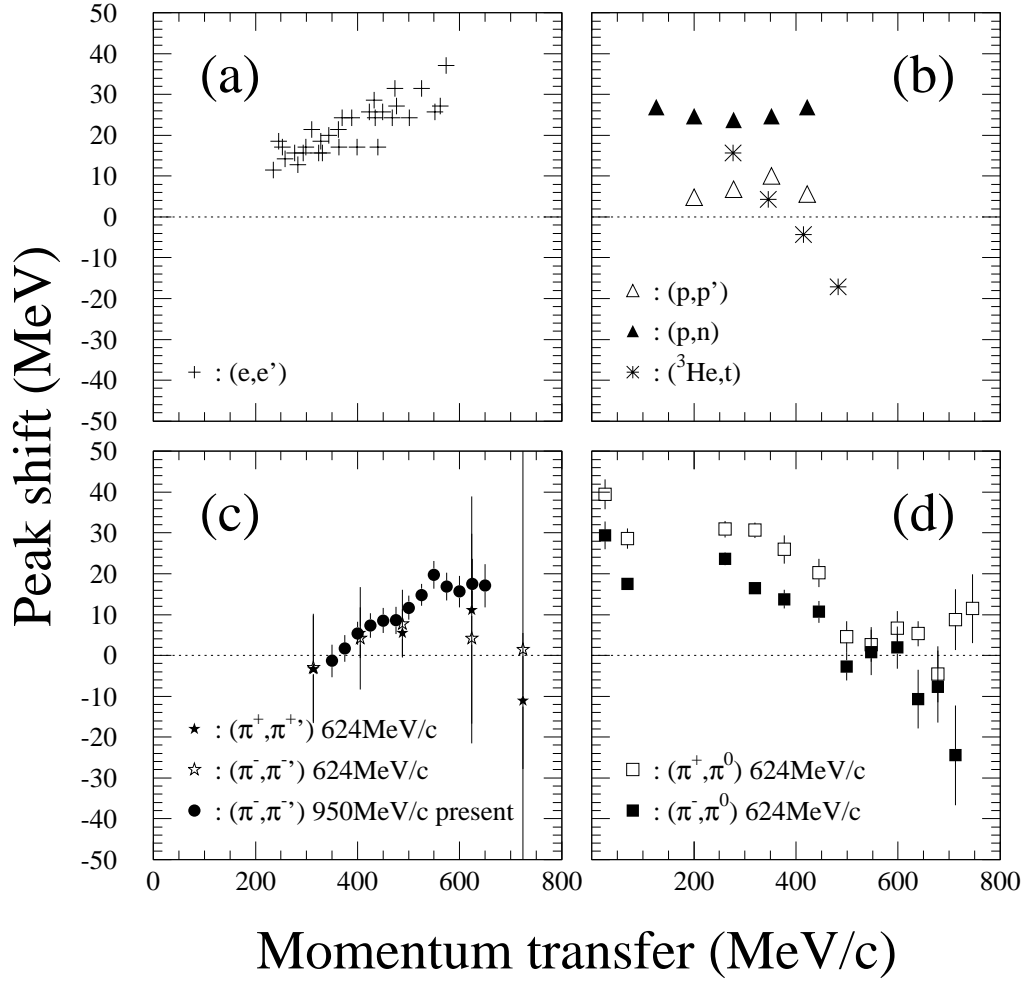 Peak shift (MeV)
50
40
30
20
10
0
-10
-20
-30
-40
-50
(a)
+ : (e,e’)
(b)
△ : (p,p’)
▲ : (p,n)
✳ : (³He,t)
50
40
30
20
10
0
-10
-20
-30
-40
-50
(c)
★ : (π⁺,π⁺’) 624MeV/c
☆ : (π⁻,π⁻’) 624MeV/c
● : (π⁻,π⁻’) 950MeV/c present
(d)
□ : (π⁺,π⁰) 624MeV/c
■ : (π⁻,π⁰) 624MeV/c
0 200 400 600
200 400 600 800
Momentum transfer (MeV/c)